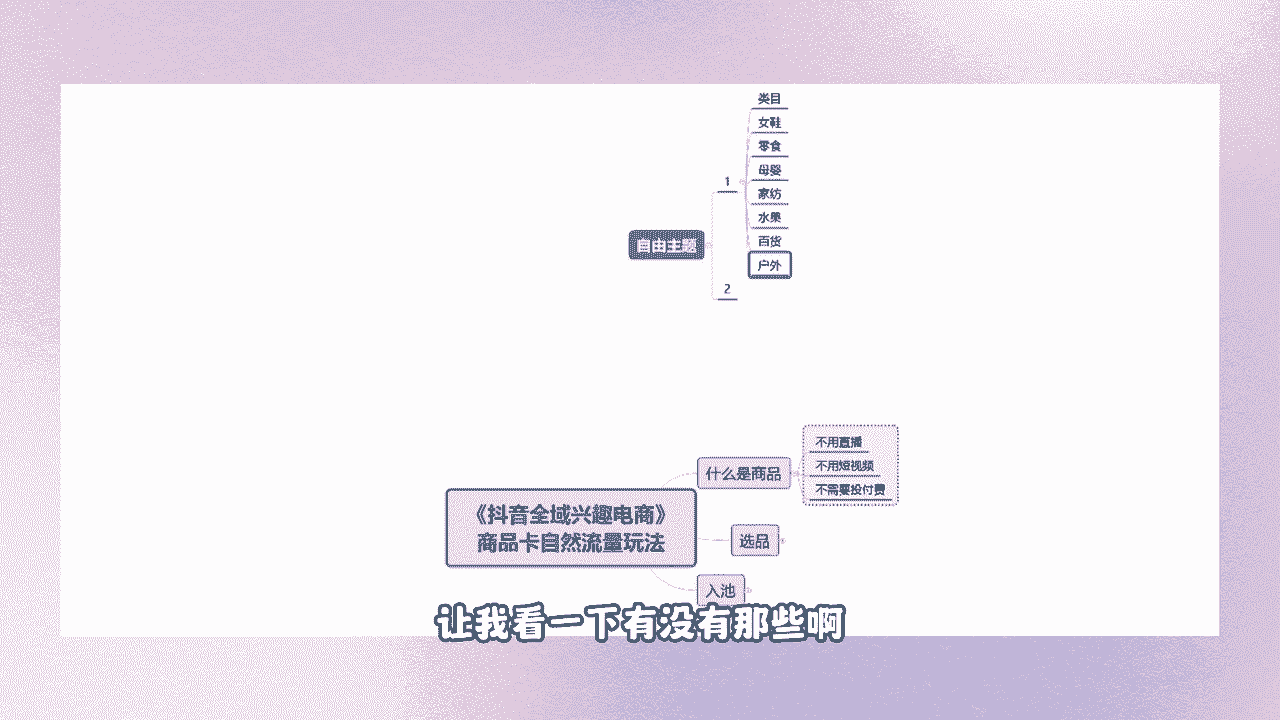 类目
女鞋
零食
母婴
1
家纺
水果
百货
自由主题
户外
2
不用直播
什么是商品
不用短视频
不需要投付费
《抖音全域兴趣电商》
商品卡自然流量玩法
选品
入池
让我看一下有没有那些啊